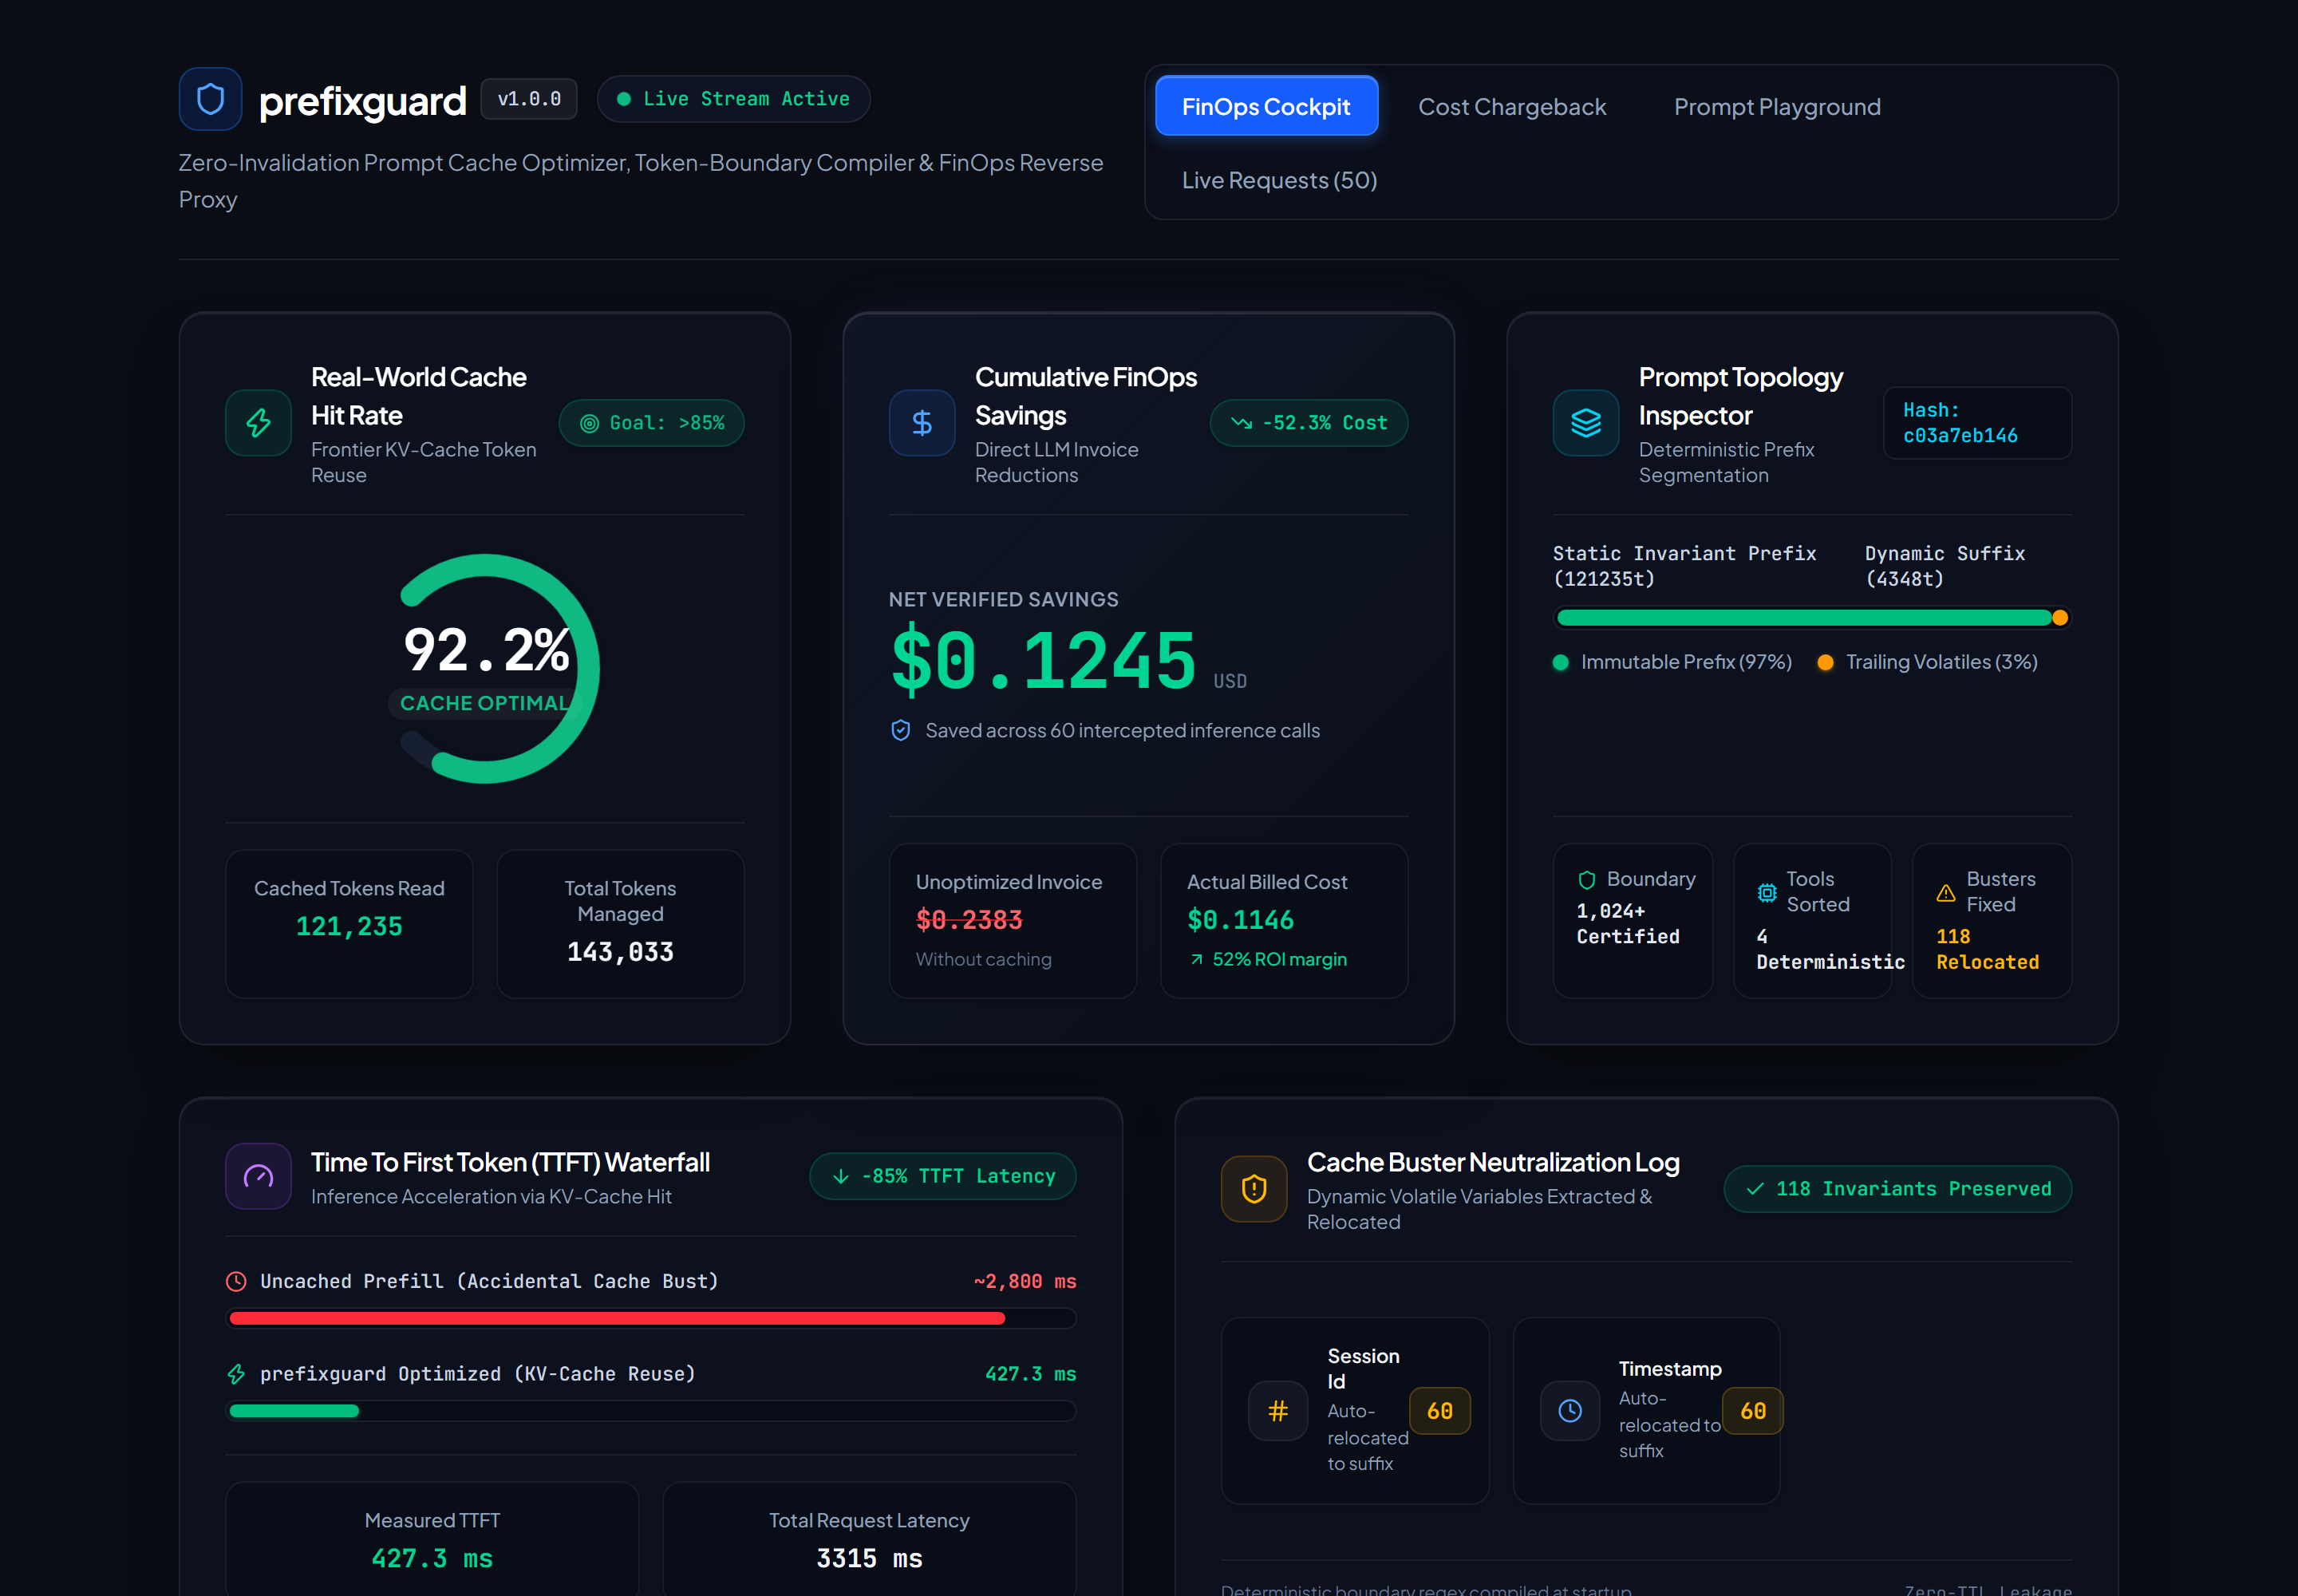 prefixguard v1.0.0 Live Stream Active
Zero-Invalidation Prompt Cache Optimizer, Token-Boundary Compiler & FinOps Reverse
Proxy
FinOps Cockpit Cost Chargeback Prompt Playground
Live Requests (50)
Real-World Cache
Hit Rate
Frontier KV-Cache Token
Reuse
Goal: >85%
92.2%
CACHE OPTIMAL
Cached Tokens Read
121,235
Total Tokens
Managed
143,033
Cumulative FinOps
Savings
Direct LLM Invoice
Reductions
-52.3% Cost
NET VERIFIED SAVINGS
$0.1245 USD
Saved across 60 intercepted inference calls
Unoptimized Invoice
$0.2383
Without caching
Actual Billed Cost
$0.1146
52% ROI margin
Prompt Topology
Inspector
Deterministic Prefix
Segmentation
Hash:
c03a7eb146
Static Invariant Prefix
(121235t)
Dynamic Suffix
(4348t)
Immutable Prefix (97%) Trailing Volatiles (3%)
Boundary
1,024+
Certified
Tools
Sorted
4
Deterministic
Busters
Fixed
118
Relocated
Time To First Token (TTFT) Waterfall
Inference Acceleration via KV-Cache Hit
-85% TTFT Latency
Uncached Prefill (Accidental Cache Bust) ~2,800 ms
prefixguard Optimized (KV-Cache Reuse) 427.3 ms
Measured TTFT
427.3 ms
Total Request Latency
3315 ms
Cache Buster Neutralization Log
Dynamic Volatile Variables Extracted &
Relocated
118 Invariants Preserved
Session
Id
Auto-
relocated
to suffix
60
Timestamp
Auto-
relocated to
suffix
60
Deterministic boundary regex compiled at startup
Zero-TTL Leakage